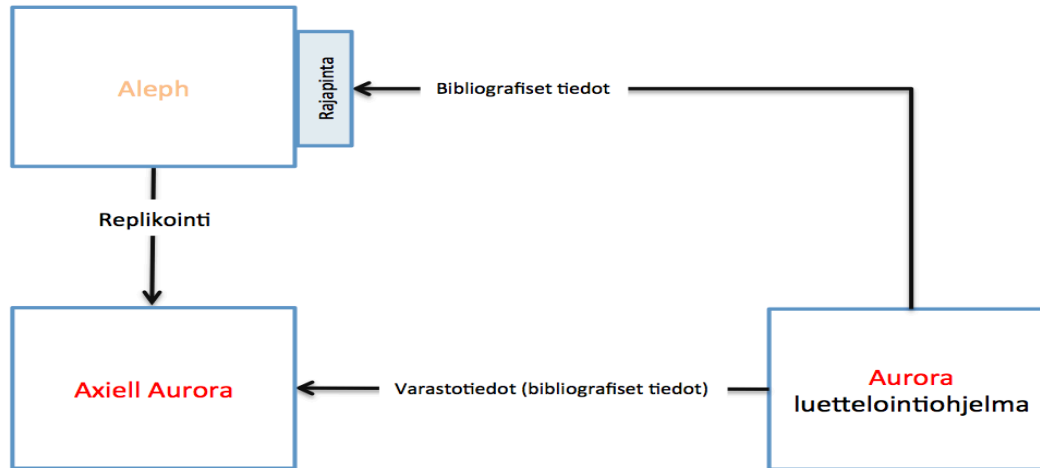 Aleph
Rajapinta
Bibliografiset tiedot
Replikointi
Axiell Aurora
Varastotiedot (bibliografiset tiedot)
Aurora
luettelointiohjelma